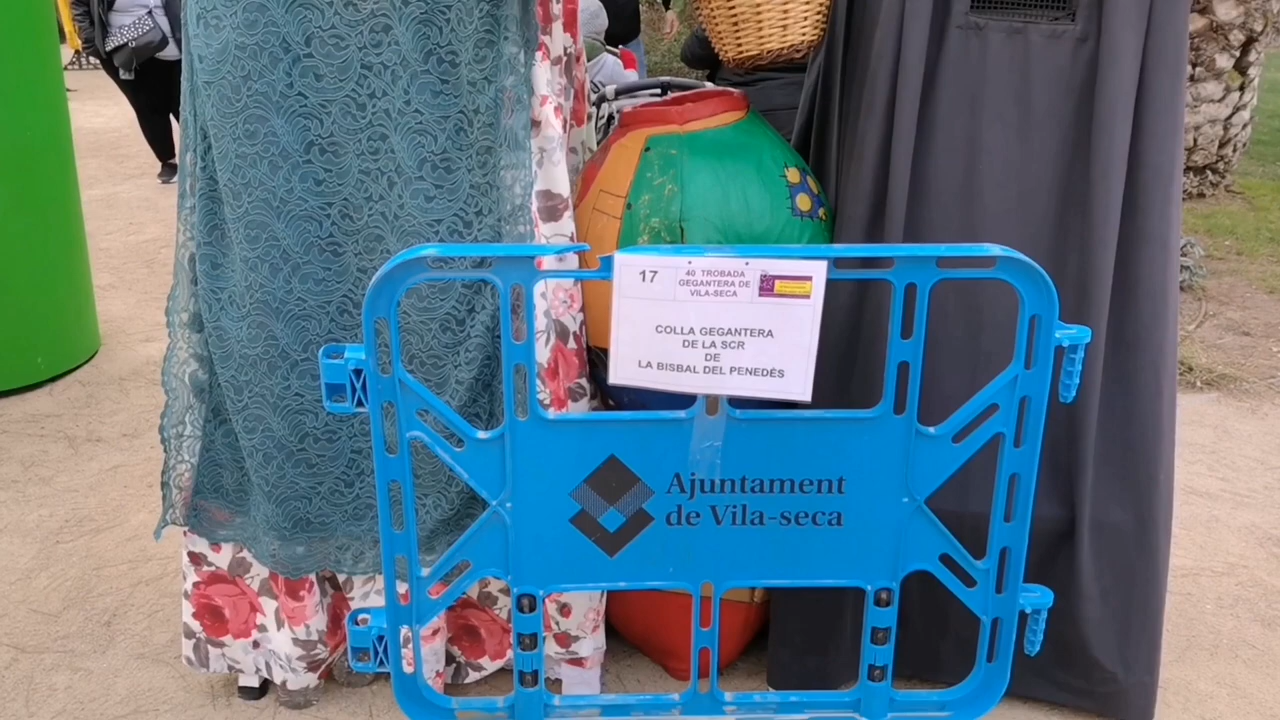 17
40 TROBADA
GEGANTERA DE
VILA-SECA
COLLA GEGANTERA
DE LA SCR
DE
LA BISBAL DEL PENEDÈS
Ajuntament
de Vila-seca